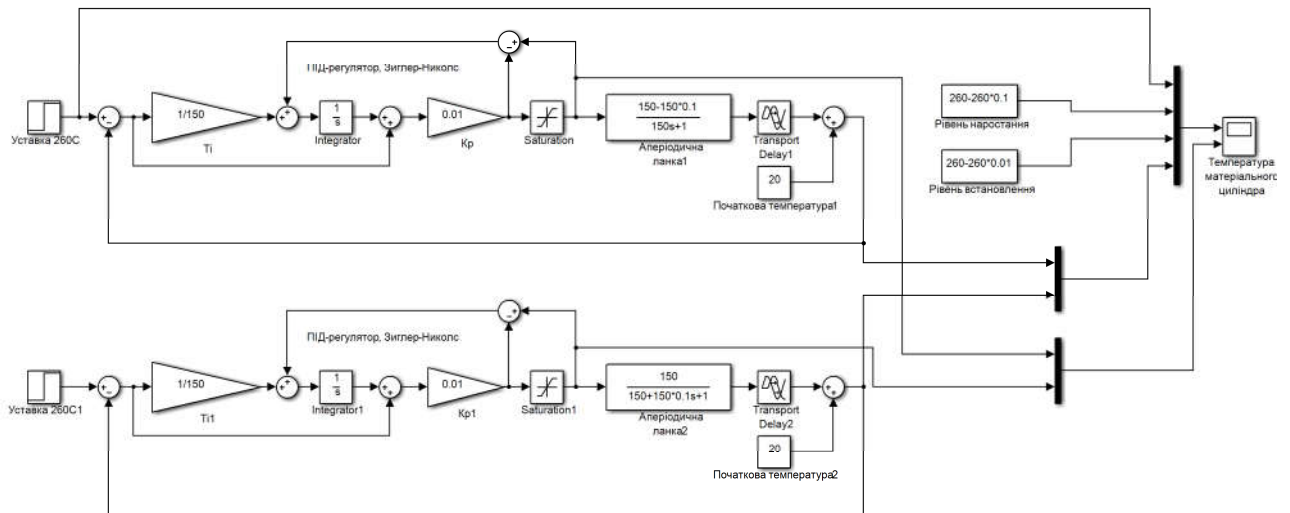 ПІД-регулятор, Зиглер-Николс
Уставка 260С
1/150
Ti
1
s
Integrator
0.01
Kp
Saturation
150-150*0.1
150s+1
Аперіодична
ланка1
Transport
Delay1
20
Початкова температура1
260-260*0.1
Рівень наростання
260-260*0.01
Рівень встановлення
Температура
матеріального
циліндра
ПІД-регулятор, Зиглер-Николс
Уставка 260С1
1/150
Ti1
1
s
Integrator1
0.01
Kp1
Saturation1
150
150+150*0.1s+1
Аперіодична
ланка2
Transport
Delay2
20
Початкова температура2